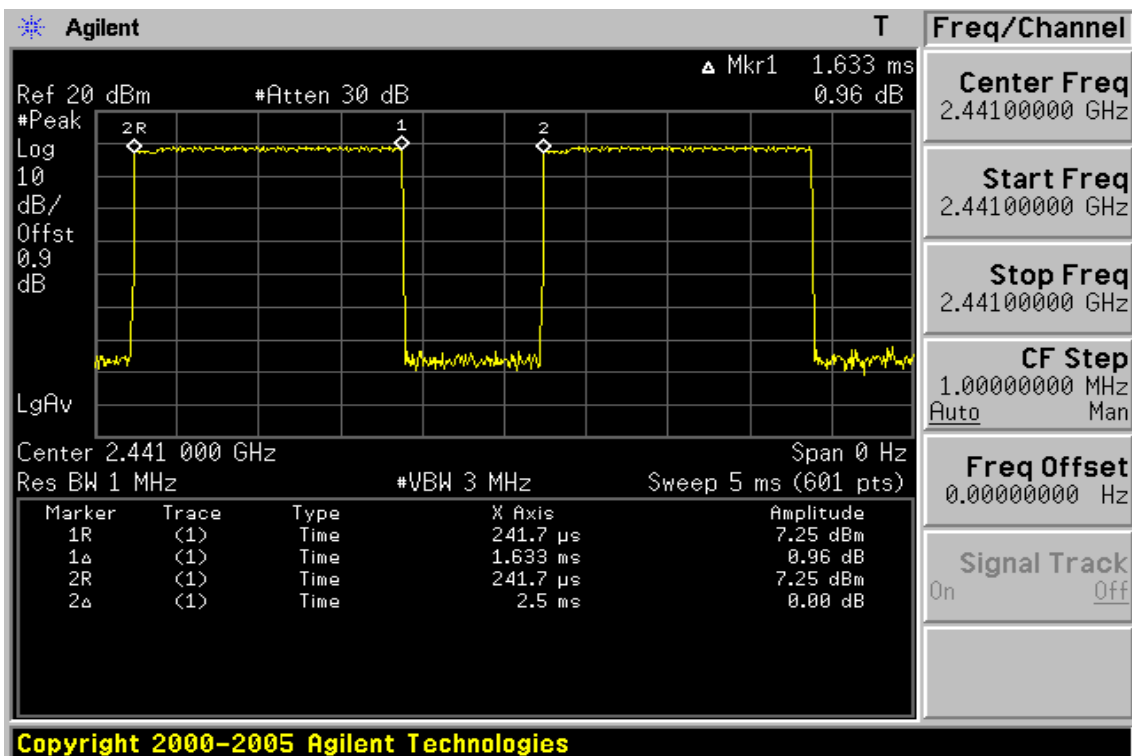 Agilent T
Δ Mkr1 1.633 ms
Ref 20 dBm #Atten 30 dB 0.96 dB
#Peak
Log
10
dB/
Offst
0.9
dB
LgAv
2R 1 2
Center 2.441 000 GHz Span 0 Hz
Res BW 1 MHz #VBW 3 MHz Sweep 5 ms (601 pts)
Marker Trace Type X Axis Amplitude
1R (1) Time 241.7 µs 7.25 dBm
1Δ (1) Time 1.633 ms 0.96 dB
2R (1) Time 241.7 µs 7.25 dBm
2Δ (1) Time 2.5 ms 0.00 dB
Freq/Channel
Center Freq
2.44100000 GHz
Start Freq
2.44100000 GHz
Stop Freq
2.44100000 GHz
CF Step
1.00000000 MHz
Auto Man
Freq Offset
0.00000000 Hz
Signal Track
On Off
Copyright 2000-2005 Agilent Technologies